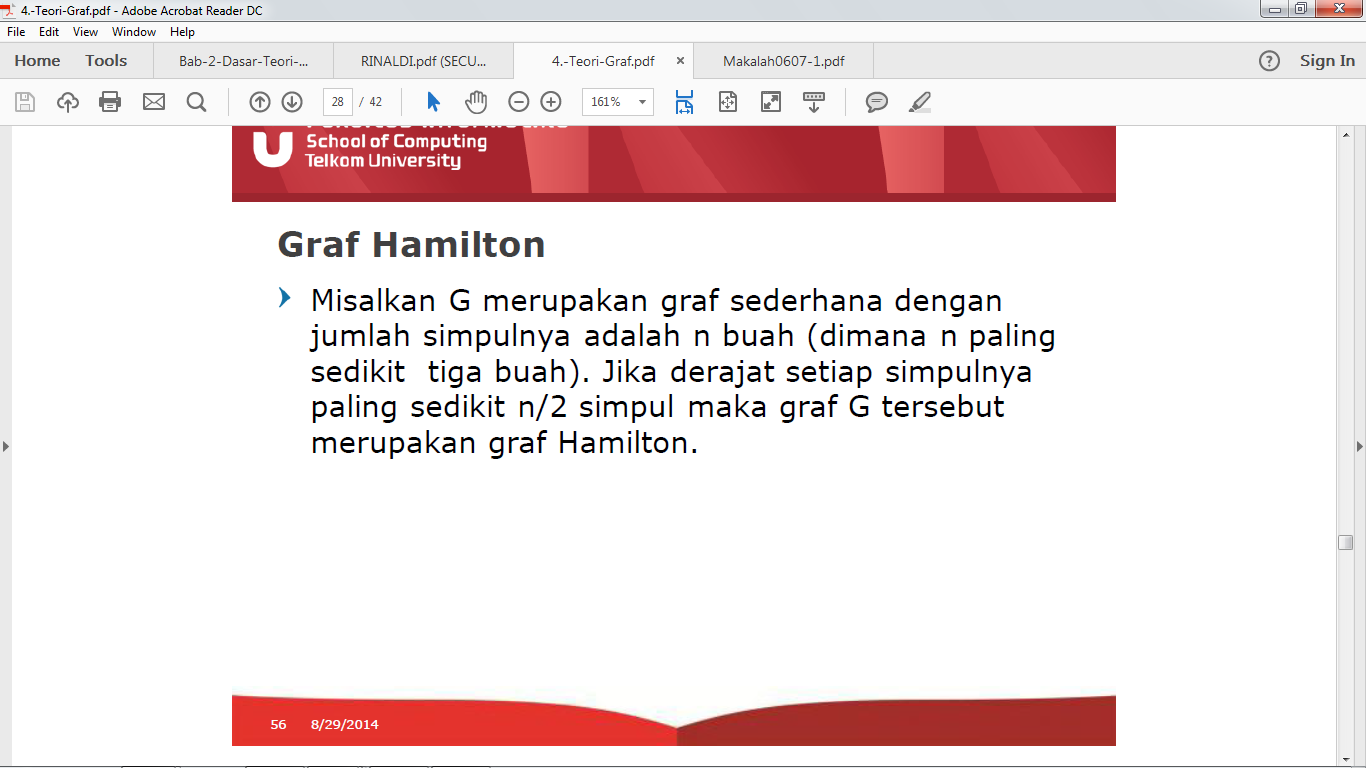 4.-Teori-Graf.pdf - Adobe Acrobat Reader DC
File Edit View Window Help
Home Tools Bab-2-Dasar-Teori-... RINALDI.pdf (SECU... 4.-Teori-Graf.pdf × Makalah0607-1.pdf ? Sign In
28 / 42 161%
School of Computing
Telkom University
Graf Hamilton
Misalkan G merupakan graf sederhana dengan
jumlah simpulnya adalah n buah (dimana n paling
sedikit tiga buah). Jika derajat setiap simpulnya
paling sedikit n/2 simpul maka graf G tersebut
merupakan graf Hamilton.
56 8/29/2014